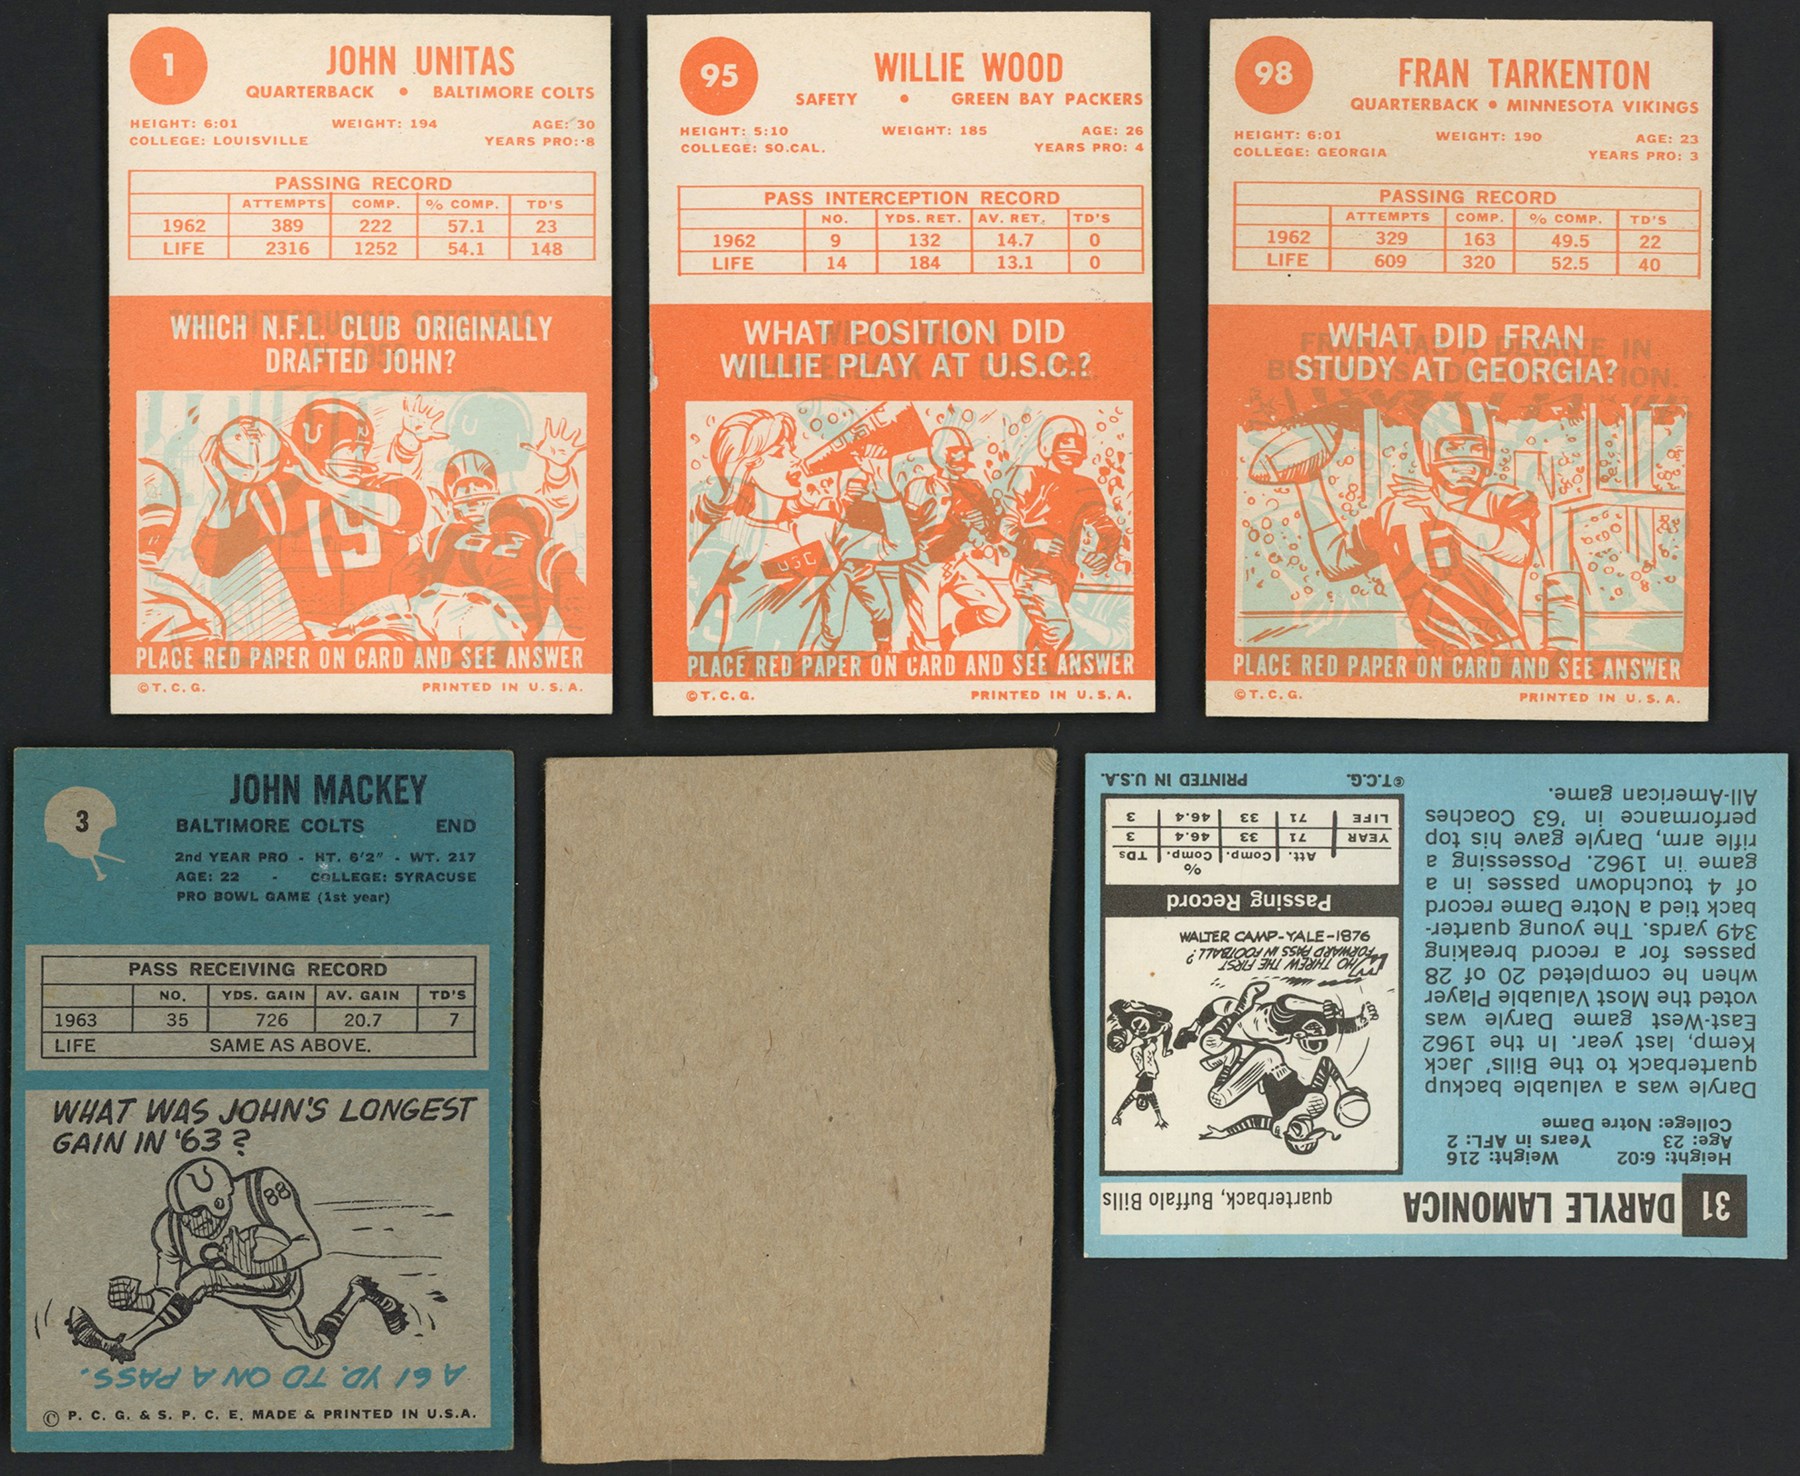 1
JOHN UNITAS
QUARTERBACK • BALTIMORE COLTS
HEIGHT: 6:01 WEIGHT: 194 AGE: 30
COLLEGE: LOUISVILLE YEARS PRO: 8
PASSING RECORD
ATTEMPTS COMP. % COMP. TD'S
1962 389 222 57.1 23
LIFE 2316 1252 54.1 148
WHICH N.F.L. CLUB ORIGINALLY
DRAFTED JOHN?
U
19
PLACE RED PAPER ON CARD AND SEE ANSWER
©T.C.G. PRINTED IN U.S.A.
95
WILLIE WOOD
SAFETY • GREEN BAY PACKERS
HEIGHT: 5:10 WEIGHT: 185 AGE: 26
COLLEGE: SO.CAL. YEARS PRO: 4
PASS INTERCEPTION RECORD
NO. YDS. RET. AV. RET. TD'S
1962 9 132 14.7 0
LIFE 14 184 13.1 0
WHAT POSITION DID
WILLIE PLAY AT U.S.C.?
USC
USC
PLACE RED PAPER ON CARD AND SEE ANSWER
©T.C.G. PRINTED IN U.S.A.
98
FRAN TARKENTON
QUARTERBACK • MINNESOTA VIKINGS
HEIGHT: 6:01 WEIGHT: 190 AGE: 23
COLLEGE: GEORGIA YEARS PRO: 3
PASSING RECORD
ATTEMPTS COMP. % COMP. TD'S
1962 329 163 49.5 22
LIFE 609 320 52.5 40
WHAT DID FRAN
STUDY AT GEORGIA?
FRAN HAS A DEGREE IN
BUSINESS ADMINISTRATION.
PLACE RED PAPER ON CARD AND SEE ANSWER
©T.C.G. PRINTED IN U.S.A.
3
JOHN MACKEY
BALTIMORE COLTS END
2nd YEAR PRO - HT. 6'2" - WT. 217
AGE: 22 - COLLEGE: SYRACUSE
PRO BOWL GAME (1st year)
PASS RECEIVING RECORD
NO. YDS. GAIN AV. GAIN TD'S
1963 35 726 20.7 7
LIFE SAME AS ABOVE.
WHAT WAS JOHN'S LONGEST
GAIN IN '63?
88
A 61 YD. TD ON A PASS.
© P. C. G. & S. P. C. E. MADE & PRINTED IN U.S.A.
31 DARYLE LAMONICA quarterback, Buffalo Bills
Height: 6:02 Weight: 216
Age: 23 Years in AFL: 2
College: Notre Dame
Daryle was a valuable backup
quarterback to the Bills' Jack
Kemp, last year. In the 1962
East-West game Daryle was
voted the Most Valuable Player
when he completed 20 of 28
passes for a record breaking
349 yards. The young quarter-
back tied a Notre Dame record
of 4 touchdown passes in a
game in 1962. Possessing a
rifle arm, Daryle gave his top
performance in '63 Coaches
All-American game.
WHO THREW THE FIRST
FORWARD PASS IN FOOTBALL?
WALTER CAMP-YALE-1876
Passing Record
Att. Comp. % Comp. TDs
YEAR 71 33 46.4 3
LIFE 71 33 46.4 3
©T.C.G. PRINTED IN U.S.A.